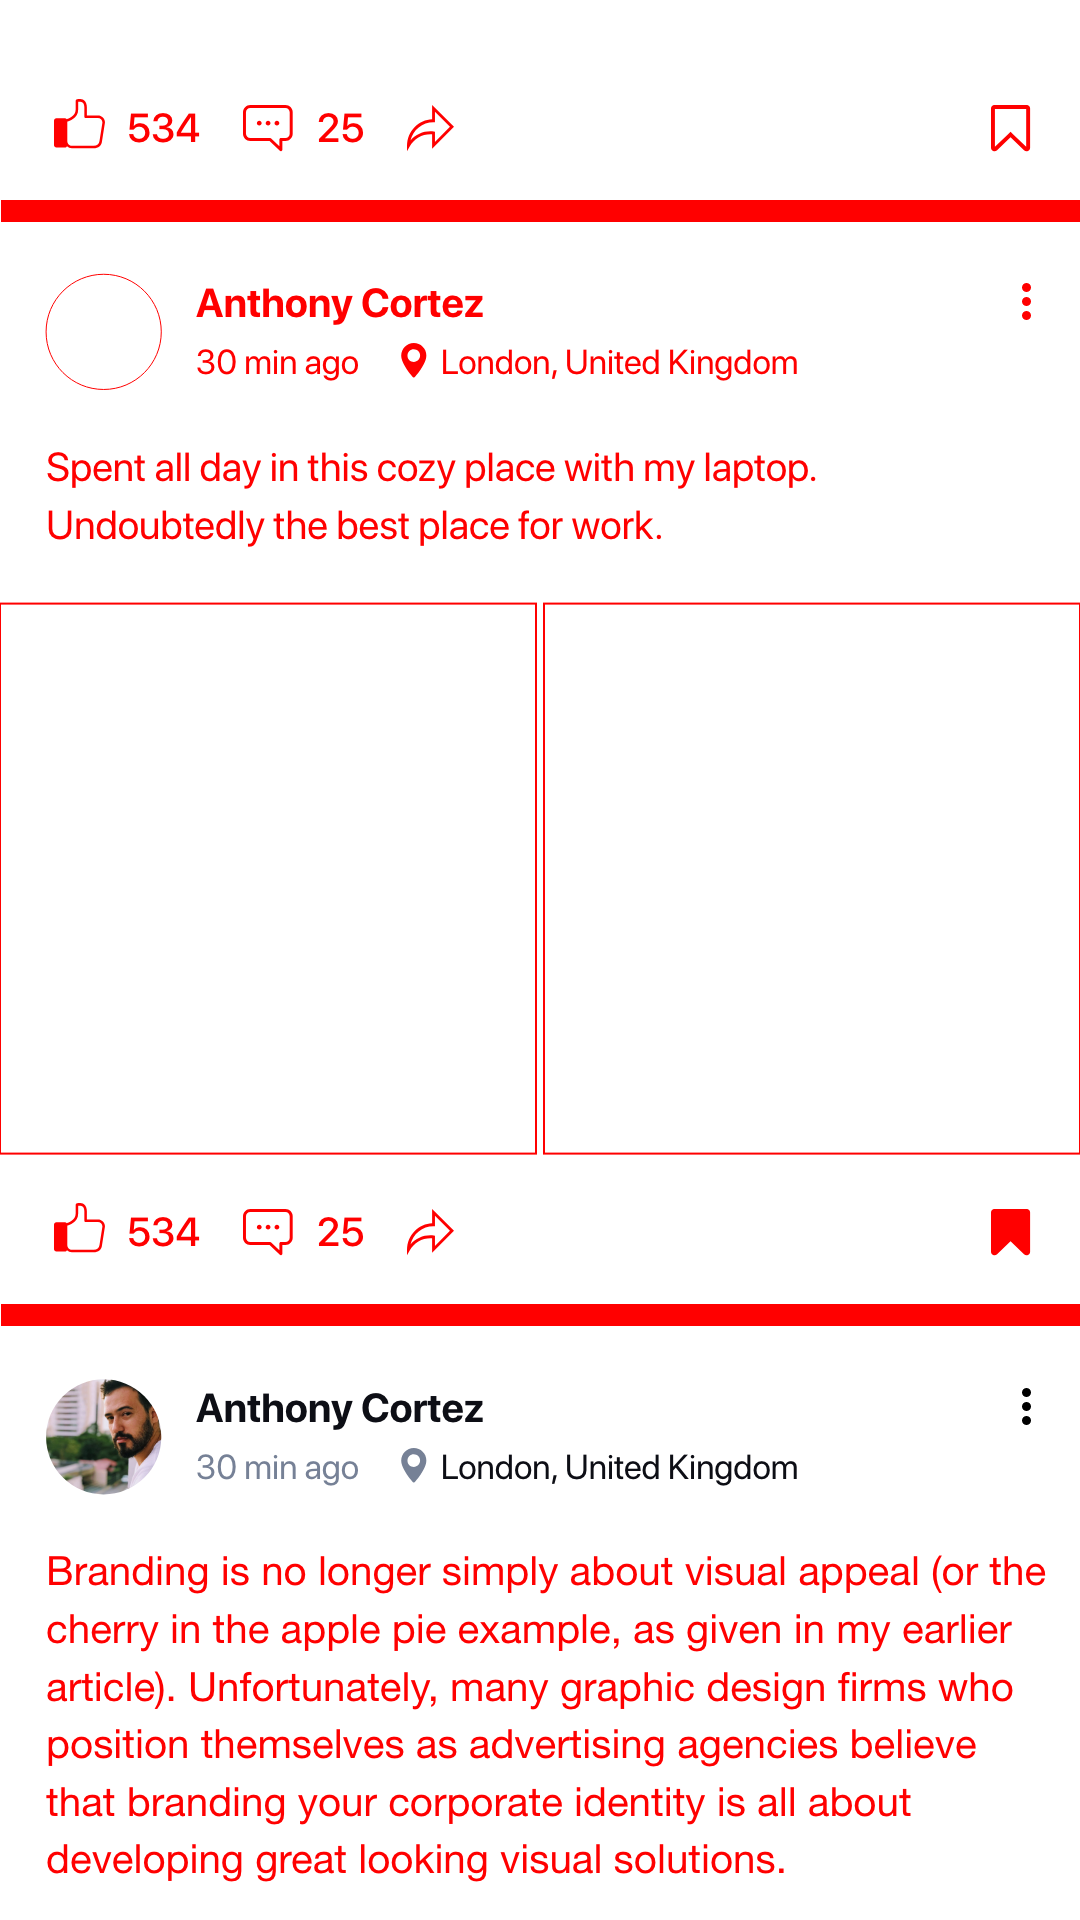 534 25
Anthony Cortez
30 min ago London, United Kingdom
Spent all day in this cozy place with my laptop.
Undoubtedly the best place for work.
534 25
Anthony Cortez
30 min ago London, United Kingdom
Branding is no longer simply about visual appeal (or the
cherry in the apple pie example, as given in my earlier
article). Unfortunately, many graphic design firms who
position themselves as advertising agencies believe
that branding your corporate identity is all about
developing great looking visual solutions.